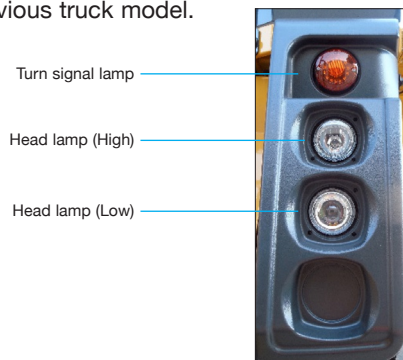 vious truck model.
Turn signal lamp
Head lamp (High)
Head lamp (Low)